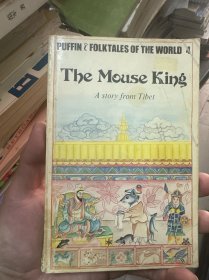 PUFFIN FOLKTALES OF THE WORLD 4
The Mouse King
A story from Tibet